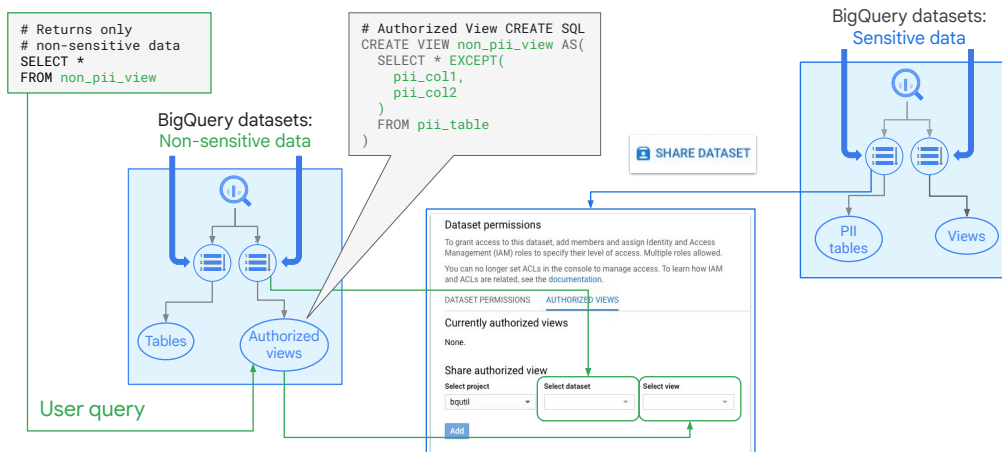 # Returns only
# non-sensitive data
SELECT *
FROM non_pii_view
# Authorized View CREATE SQL
CREATE VIEW non_pii_view AS(
SELECT * EXCEPT(
pii_col1,
pii_col2
)
FROM pii_table
)
BigQuery datasets:
Sensitive data
BigQuery datasets:
Non-sensitive data
SHARE DATASET
PII
tables
Views
Tables
Authorized
views
User query
Dataset permissions
To grant access to this dataset, add members and assign Identity and Access
Management (IAM) roles to specify their level of access. Multiple roles allowed.
You can no longer set ACLs in the console to manage access. To learn how IAM
and ACLs are related, see the documentation.
DATASET PERMISSIONS AUTHORIZED VIEWS
Currently authorized views
None.
Share authorized view
Select project Select dataset Select view
bqutil
Add